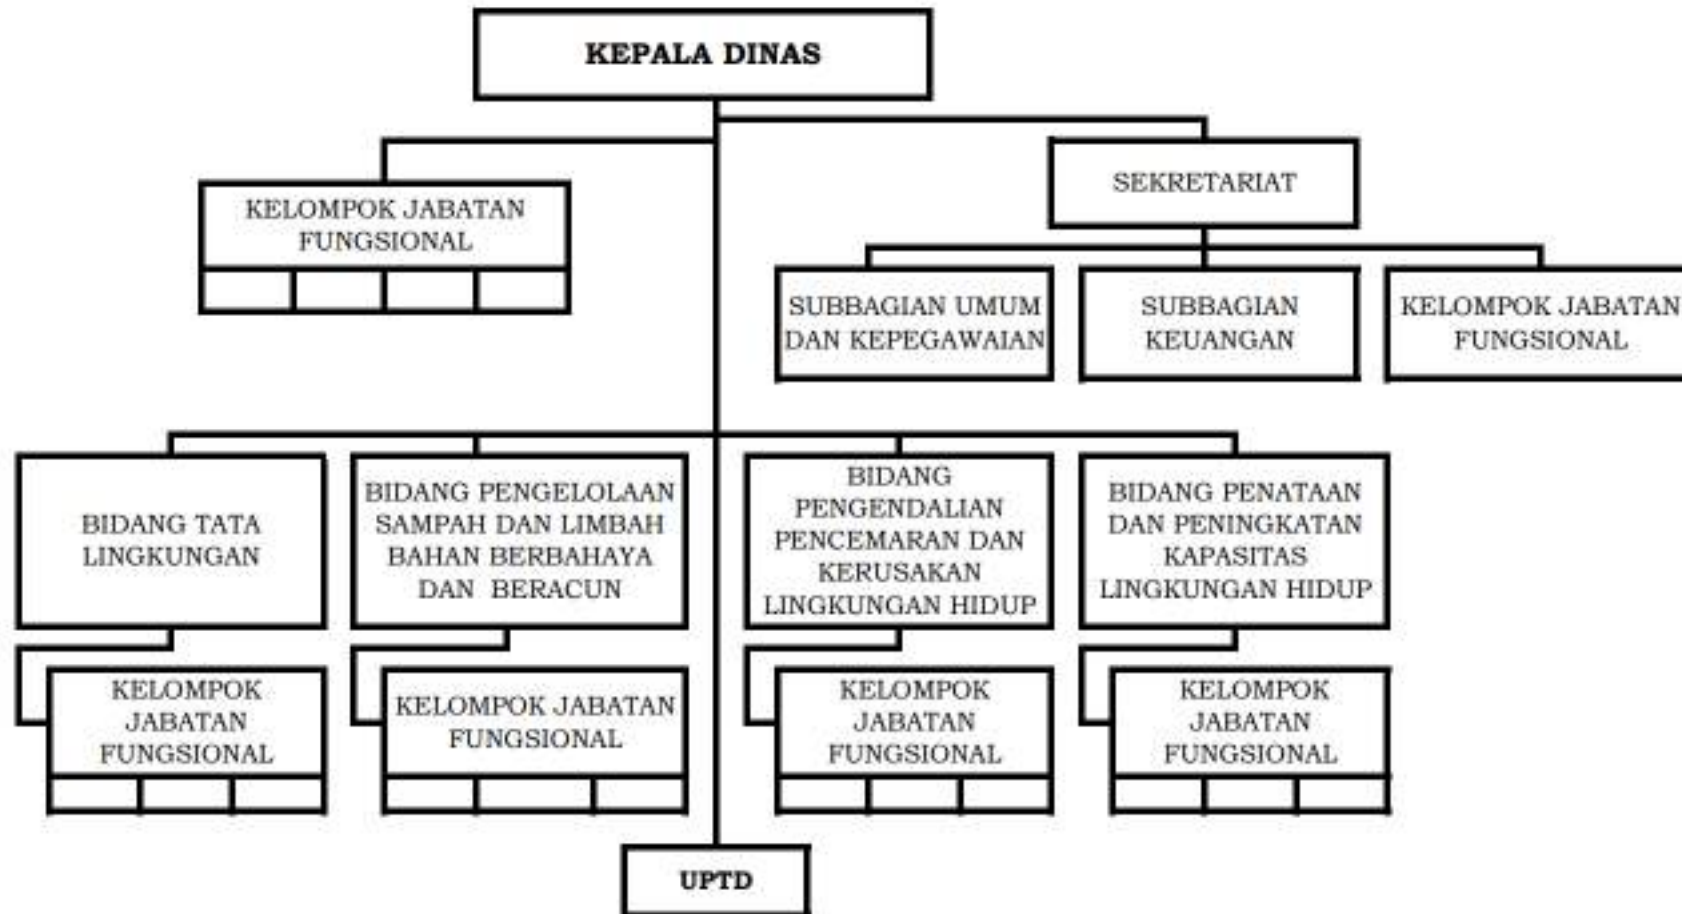 KEPALA DINAS
SEKRETARIAT
KELOMPOK JABATAN
FUNGSIONAL
SUBBAGIAN UMUM
DAN KEPEGAWAIAN
SUBBAGIAN
KEUANGAN
KELOMPOK JABATAN
FUNGSIONAL
BIDANG TATA
LINGKUNGAN
BIDANG PENGELOLAAN
SAMPAH DAN LIMBAH
BAHAN BERBAHAYA
DAN BERACUN
BIDANG
PENGENDALIAN
PENCEMARAN DAN
KERUSAKAN
LINGKUNGAN HIDUP
BIDANG PENATAAN
DAN PENINGKATAN
KAPASITAS
LINGKUNGAN HIDUP
KELOMPOK
JABATAN
FUNGSIONAL
KELOMPOK JABATAN
FUNGSIONAL
KELOMPOK
JABATAN
FUNGSIONAL
KELOMPOK
JABATAN
FUNGSIONAL
UPTD